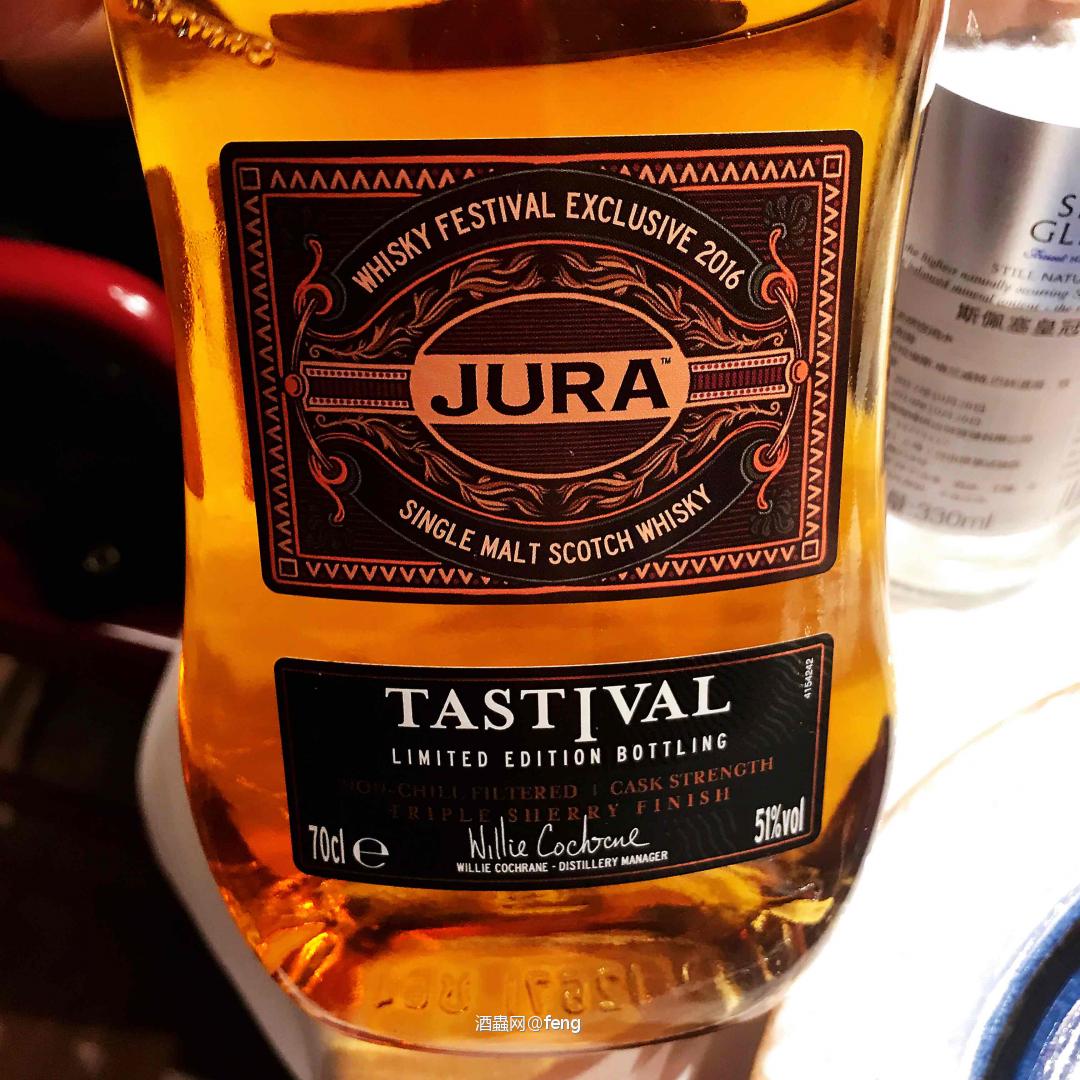 WHISKY FESTIVAL EXCLUSIVE 2016
JURA™
SINGLE MALT SCOTCH WHISKY
TASTIVAL
LIMITED EDITION BOTTLING
NON-CHILL FILTERED | CASK STRENGTH
TRIPLE SHERRY FINISH
70cl e
Willie Cochrane
51%vol
WILLIE COCHRANE - DISTILLERY MANAGER
4154242
STILL NATU
斯佩塞皇冠
330ml
酒蟲网@feng